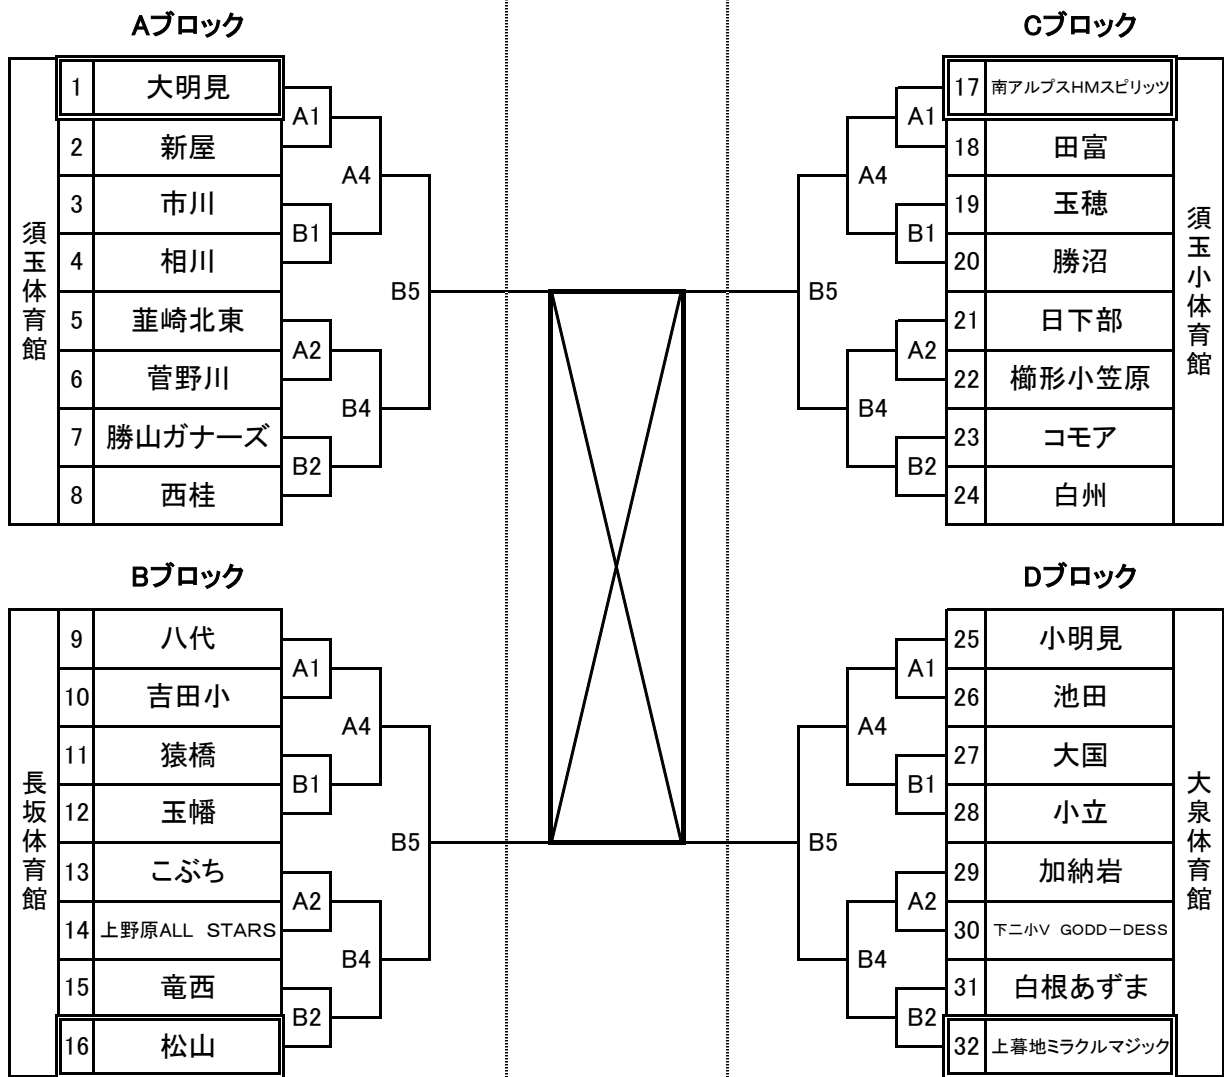 Aブロック
須玉体育館
1 大明見
2 新屋
3 市川
4 相川
5 韮崎北東
6 菅野川
7 勝山ガナーズ
8 西桂
A1
B1
A2
B2
A4
B4
B5
Cブロック
17 南アルプスHMスピリッツ
18 田富
19 玉穂
20 勝沼
21 日下部
22 櫛形小笠原
23 コモア
24 白州
須玉小体育館
A1
B1
A2
B2
A4
B4
B5
Bブロック
長坂体育館
9 八代
10 吉田小
11 猿橋
12 玉幡
13 こぶち
14 上野原ALL STARS
15 竜西
16 松山
A1
B1
A2
B2
A4
B4
B5
Dブロック
25 小明見
26 池田
27 大国
28 小立
29 加納岩
30 下二小V GODD－DESS
31 白根あずま
32 上暮地ミラクルマジック
大泉体育館
A1
B1
A2
B2
A4
B4
B5